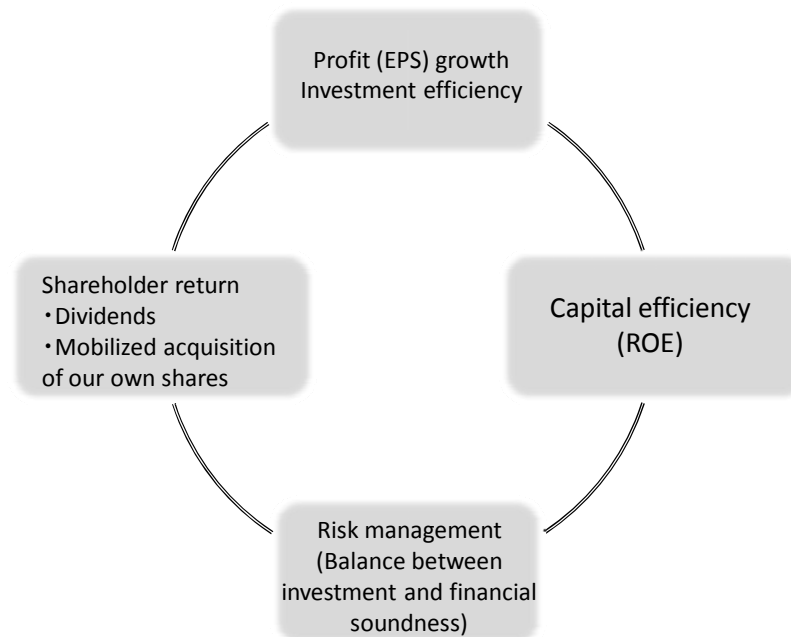 Profit (EPS) growth
Investment efficiency
Shareholder return
・Dividends
・Mobilized acquisition
of our own shares
Capital efficiency
(ROE)
Risk management
(Balance between
investment and financial
soundness)